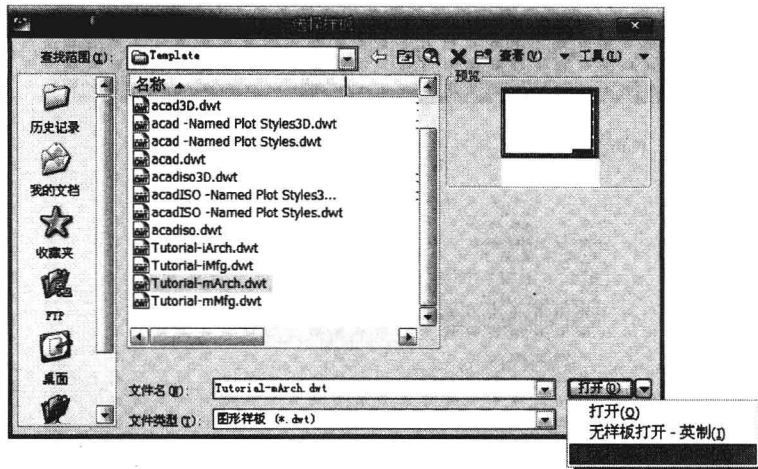 查找范围(I):
Template
查看(V)
工具(L)
名称
预览
acad3D.dwt
acad -Named Plot Styles3D.dwt
acad -Named Plot Styles.dwt
acad.dwt
acadiso3D.dwt
acadISO -Named Plot Styles3...
acadISO -Named Plot Styles.dwt
acadiso.dwt
Tutorial-iArch.dwt
Tutorial-iMfg.dwt
Tutorial-mArch.dwt
Tutorial-mMfg.dwt
历史记录
我的文档
收藏夹
FTP
桌面
文件名(N):
Tutorial-mArch.dwt
打开(O)
文件类型(T):
图形样板 (*.dwt)
打开(O)
无样板打开 - 英制(I)